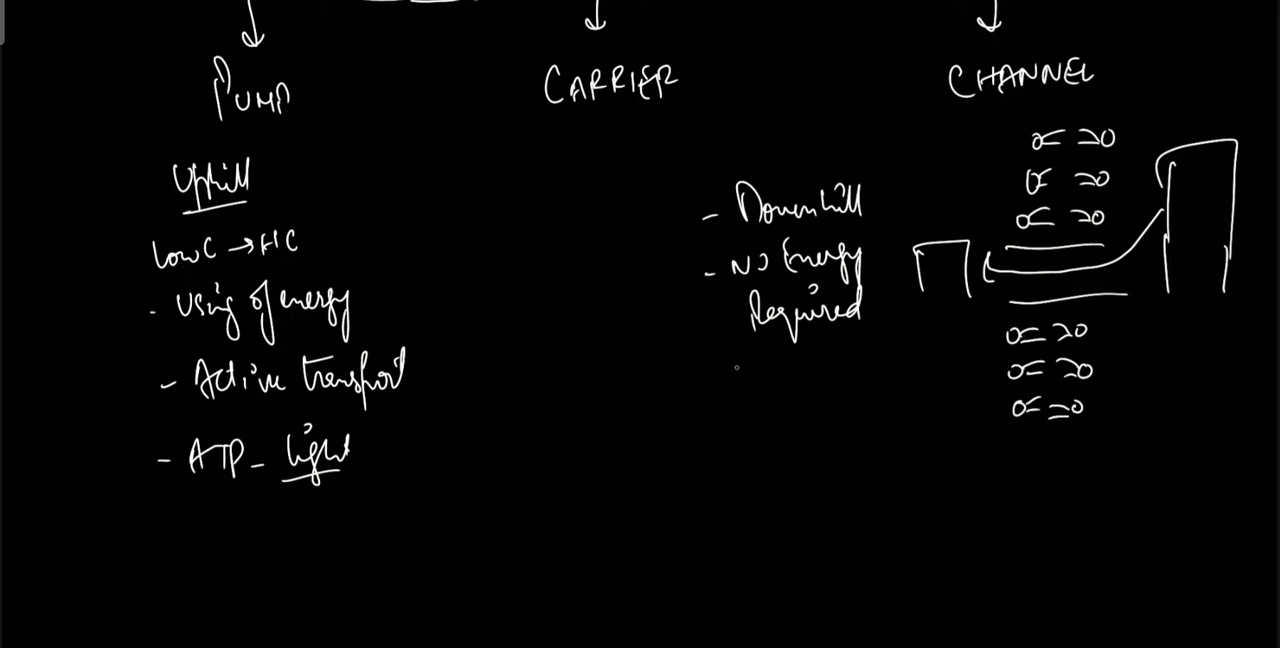 PUMP
CARRIER
CHANNEL
Uphill
Low C → HC
- Using of energy
- Active transport
- ATP - light
- Downhill
- No Energy
Required